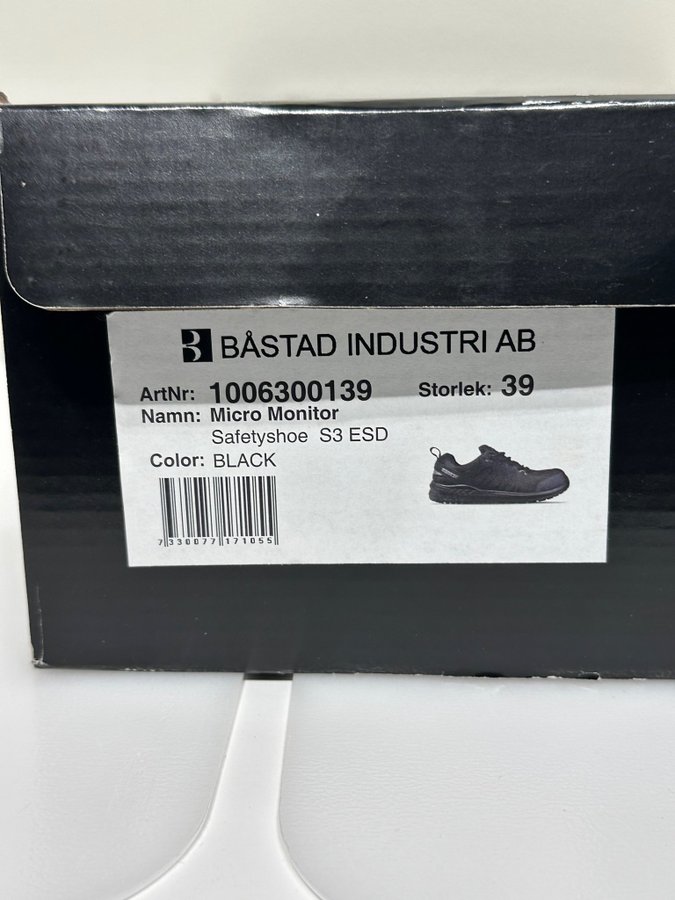 BÅSTAD INDUSTRI AB
ArtNr: 1006300139 Storlek: 39
Namn: Micro Monitor
Safetyshoe S3 ESD
Color: BLACK
7 330077 171055